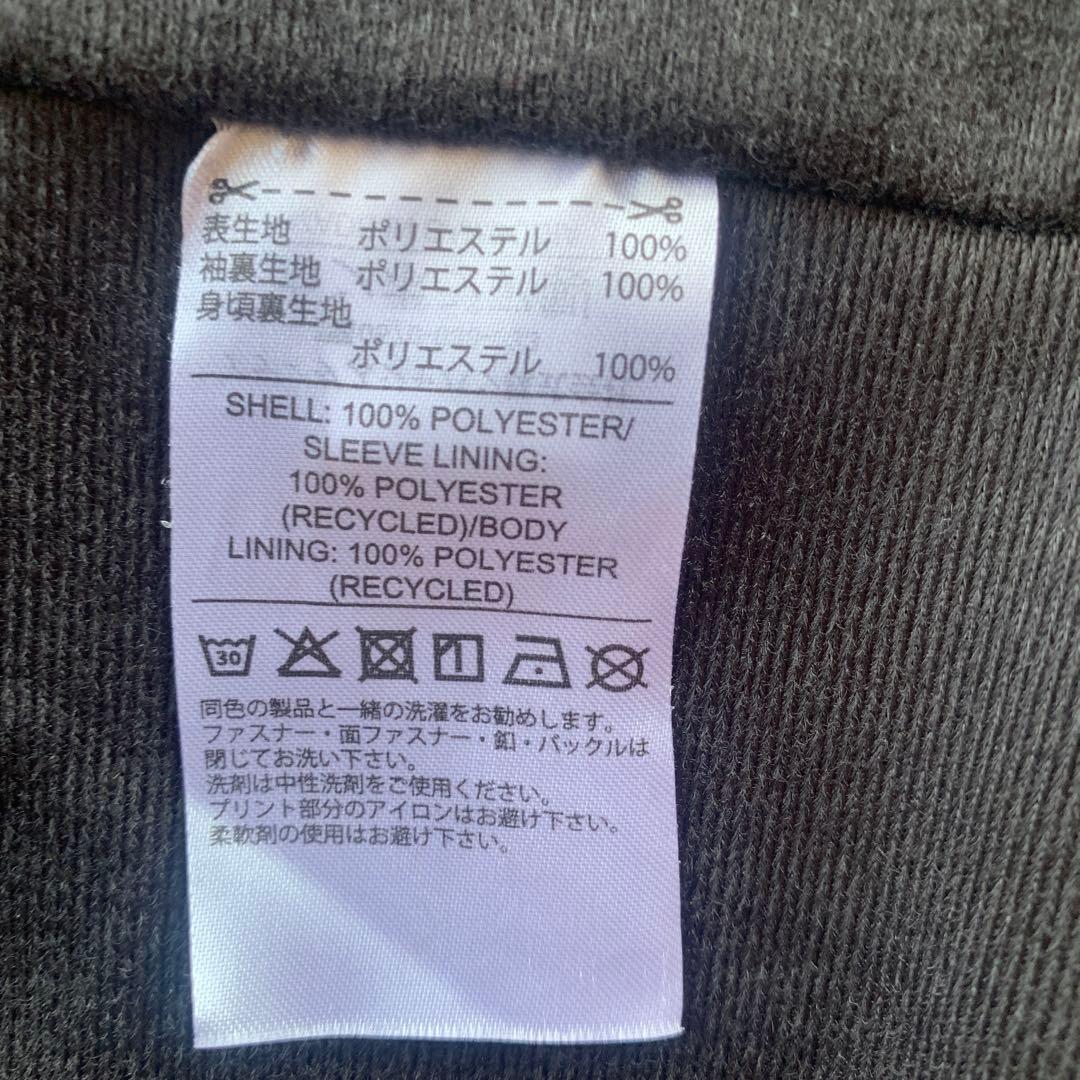 表生地 ポリエステル 100%
袖裏生地 ポリエステル 100%
身頃裏生地
ポリエステル 100%
SHELL: 100% POLYESTER/
SLEEVE LINING:
100% POLYESTER
(RECYCLED)/BODY
LINING: 100% POLYESTER
(RECYCLED)
30
同色の製品と一緒の洗濯をお勧めします。
ファスナー・面ファスナー・釦・バックルは
閉じてお洗い下さい。
洗剤は中性洗剤をご使用ください。
プリント部分のアイロンはお避け下さい。
柔軟剤の使用はお避け下さい。